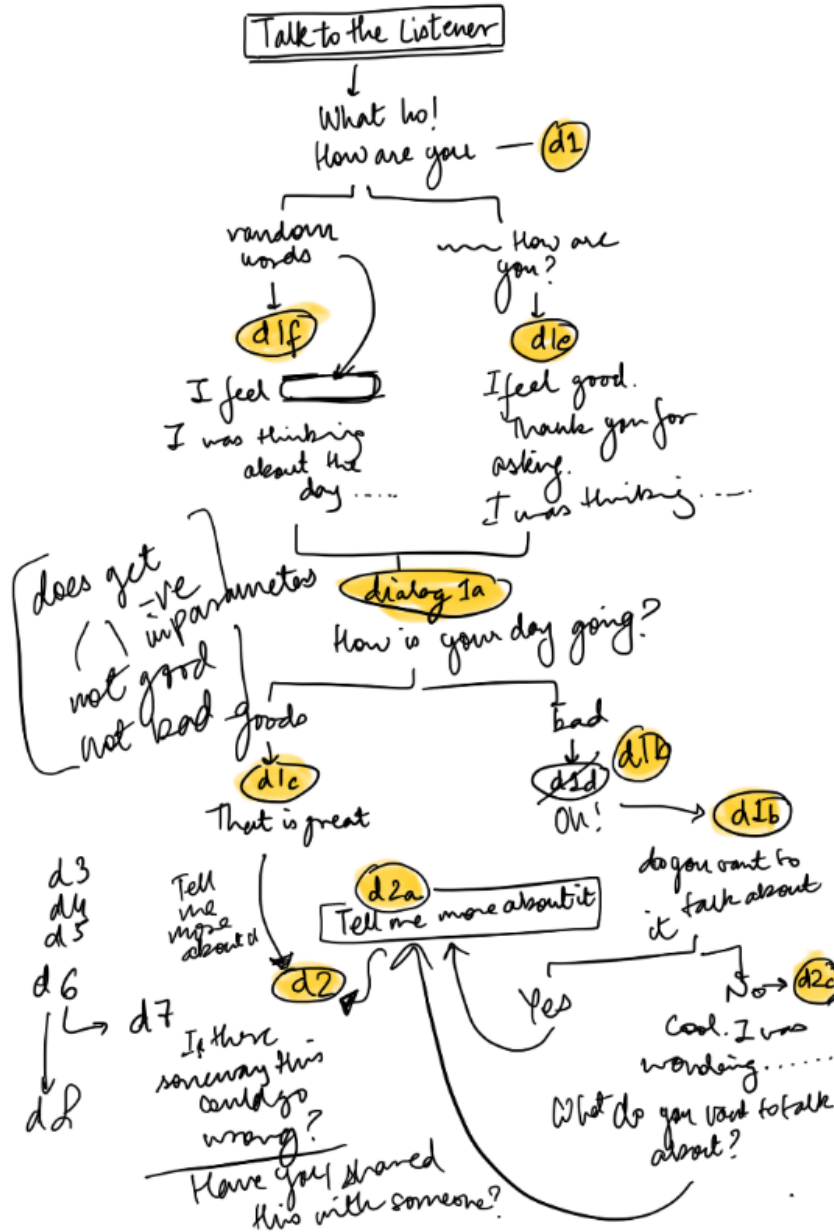 Talk to the Listener
What ho!
How are you
d1
random
words
How are
you?
d1f
d1e
I feel
I was thinking
about the
day .....
I feel good.
Thank you for
asking.
I was thinking .....
does get
-ve
in parametes
not good
not bad
dialog 1a
How is your day going?
goods
bad
d1c
That is great
d1d
d1b
Oh!
d1b
do you want to
talk about
it
d3
d4
d5
d6
d7
d8
Tell
me
more
about
d2a
Tell me more about it
d2
Is there
someway this
could go
wrong?
Have you shared
this with someone?
Yes
No
Cool. I was
wondering .......
What do you want to talk
about?